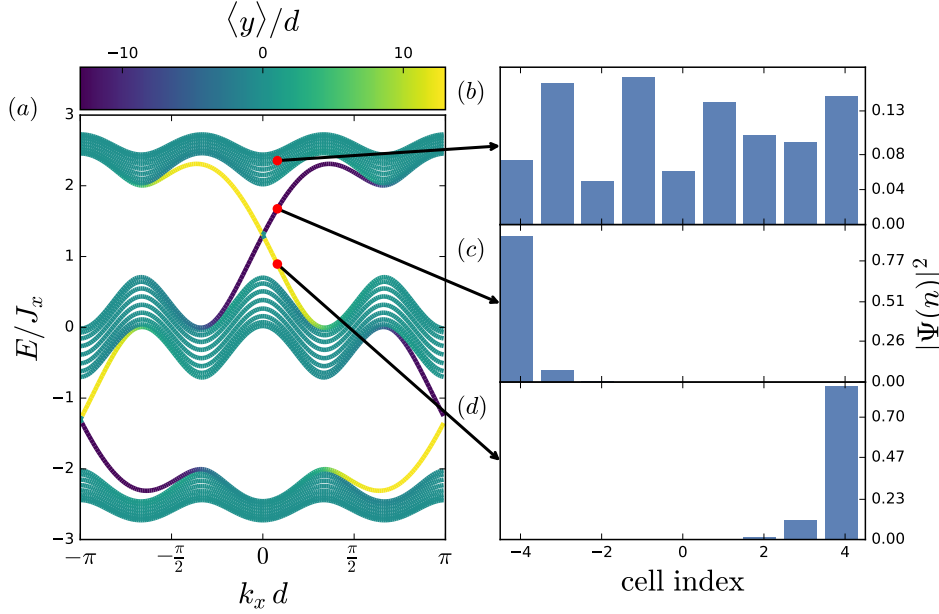 ⟨y⟩/d
−10 0 10
(a)
3
2
1
0
−1
−2
−3
E/J_x
−π −π/2 0 π/2 π
k_x d
(b)
0.13
0.08
0.04
0.00
(c)
0.77
0.51
0.26
0.00
(d)
0.70
0.47
0.23
0.00
|Ψ(n)|²
−4 −2 0 2 4
cell index